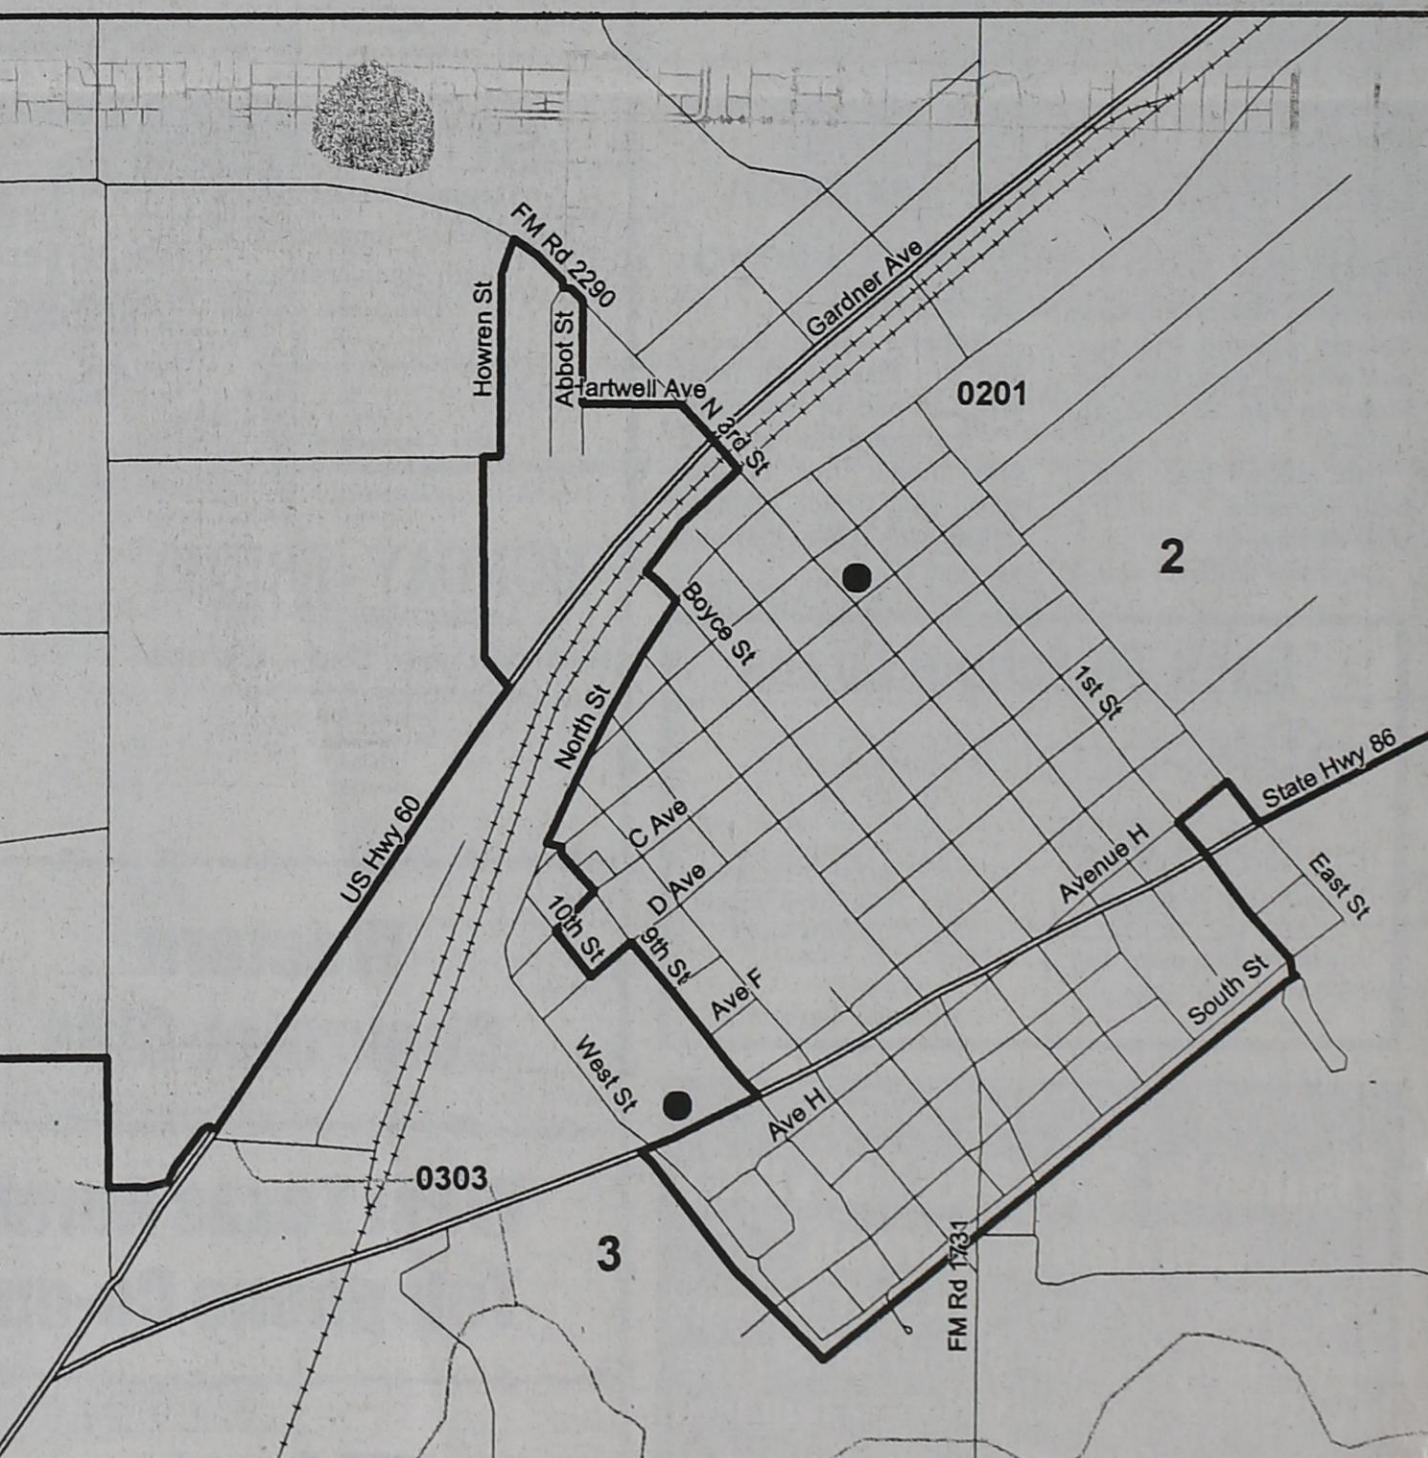 FM Rd 2290
Gardner Ave
Howren St
Abbot St
Hartwell Ave
N 3rd St
0201
2
Boyce St
1st St
North St
State Hwy 86
US Hwy 60
C Ave
D Ave
Avenue H
East St
10th St
9th St
Ave F
South St
West St
Ave H
0303
3
FM Rd 1731